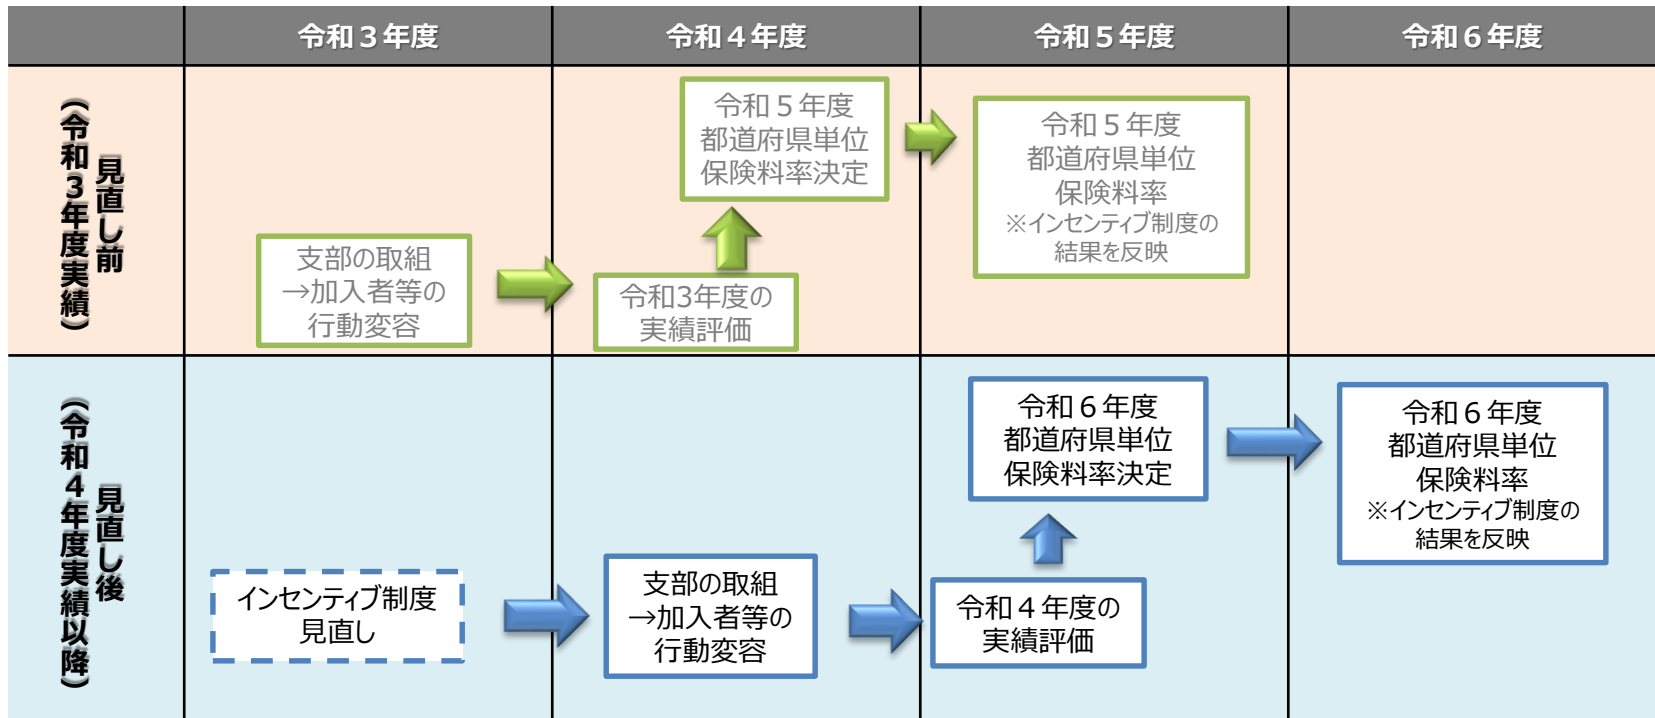 令和３年度
令和４年度
令和５年度
令和６年度
見直し前
（令和３年度実績）
支部の取組
→加入者等の
行動変容
令和3年度の
実績評価
令和５年度
都道府県単位
保険料率決定
令和５年度
都道府県単位
保険料率
※インセンティブ制度の
結果を反映
見直し後
（令和４年度実績以降）
インセンティブ制度
見直し
支部の取組
→加入者等の
行動変容
令和４年度の
実績評価
令和６年度
都道府県単位
保険料率決定
令和６年度
都道府県単位
保険料率
※インセンティブ制度の
結果を反映